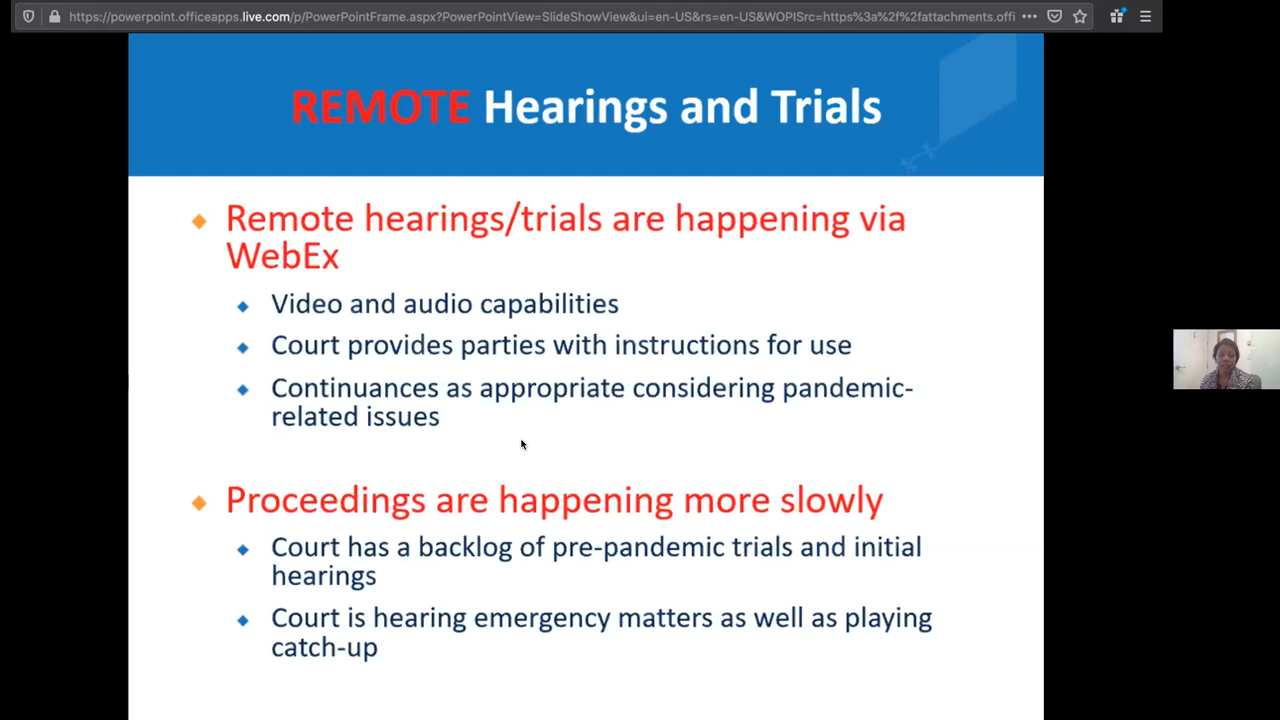 https://powerpoint.officeapps.live.com/p/PowerPointFrame.aspx?PowerPointView=SlideShowView&ui=en-US&rs=en-US&WOPISrc=https%3a%2f%2fattachments.offi
REMOTE Hearings and Trials
Remote hearings/trials are happening via
WebEx
Video and audio capabilities
Court provides parties with instructions for use
Continuances as appropriate considering pandemic-
related issues
Proceedings are happening more slowly
Court has a backlog of pre-pandemic trials and initial
hearings
Court is hearing emergency matters as well as playing
catch-up